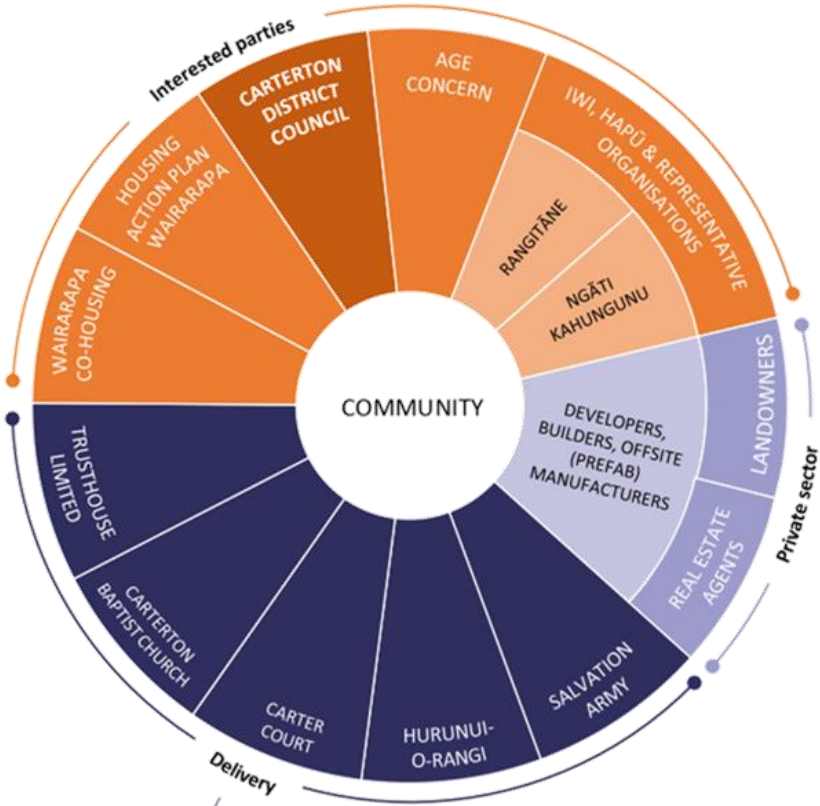 Interested parties
CARTERTON
DISTRICT
COUNCIL
AGE
CONCERN
IWI, HAPŪ & REPRESENTATIVE
ORGANISATIONS
RANGITĀNE
NGĀTI
KAHUNGUNU
HOUSING
ACTION PLAN
WAIRARAPA
WAIRARAPA
CO-HOUSING
COMMUNITY
LANDOWNERS
DEVELOPERS,
BUILDERS, OFFSITE
(PREFAB)
MANUFACTURERS
REAL ESTATE
AGENTS
Private sector
TRUSTHOUSE
LIMITED
CARTERTON
BAPTIST CHURCH
CARTER
COURT
HURUNUI-
O-RANGI
SALVATION
ARMY
Delivery